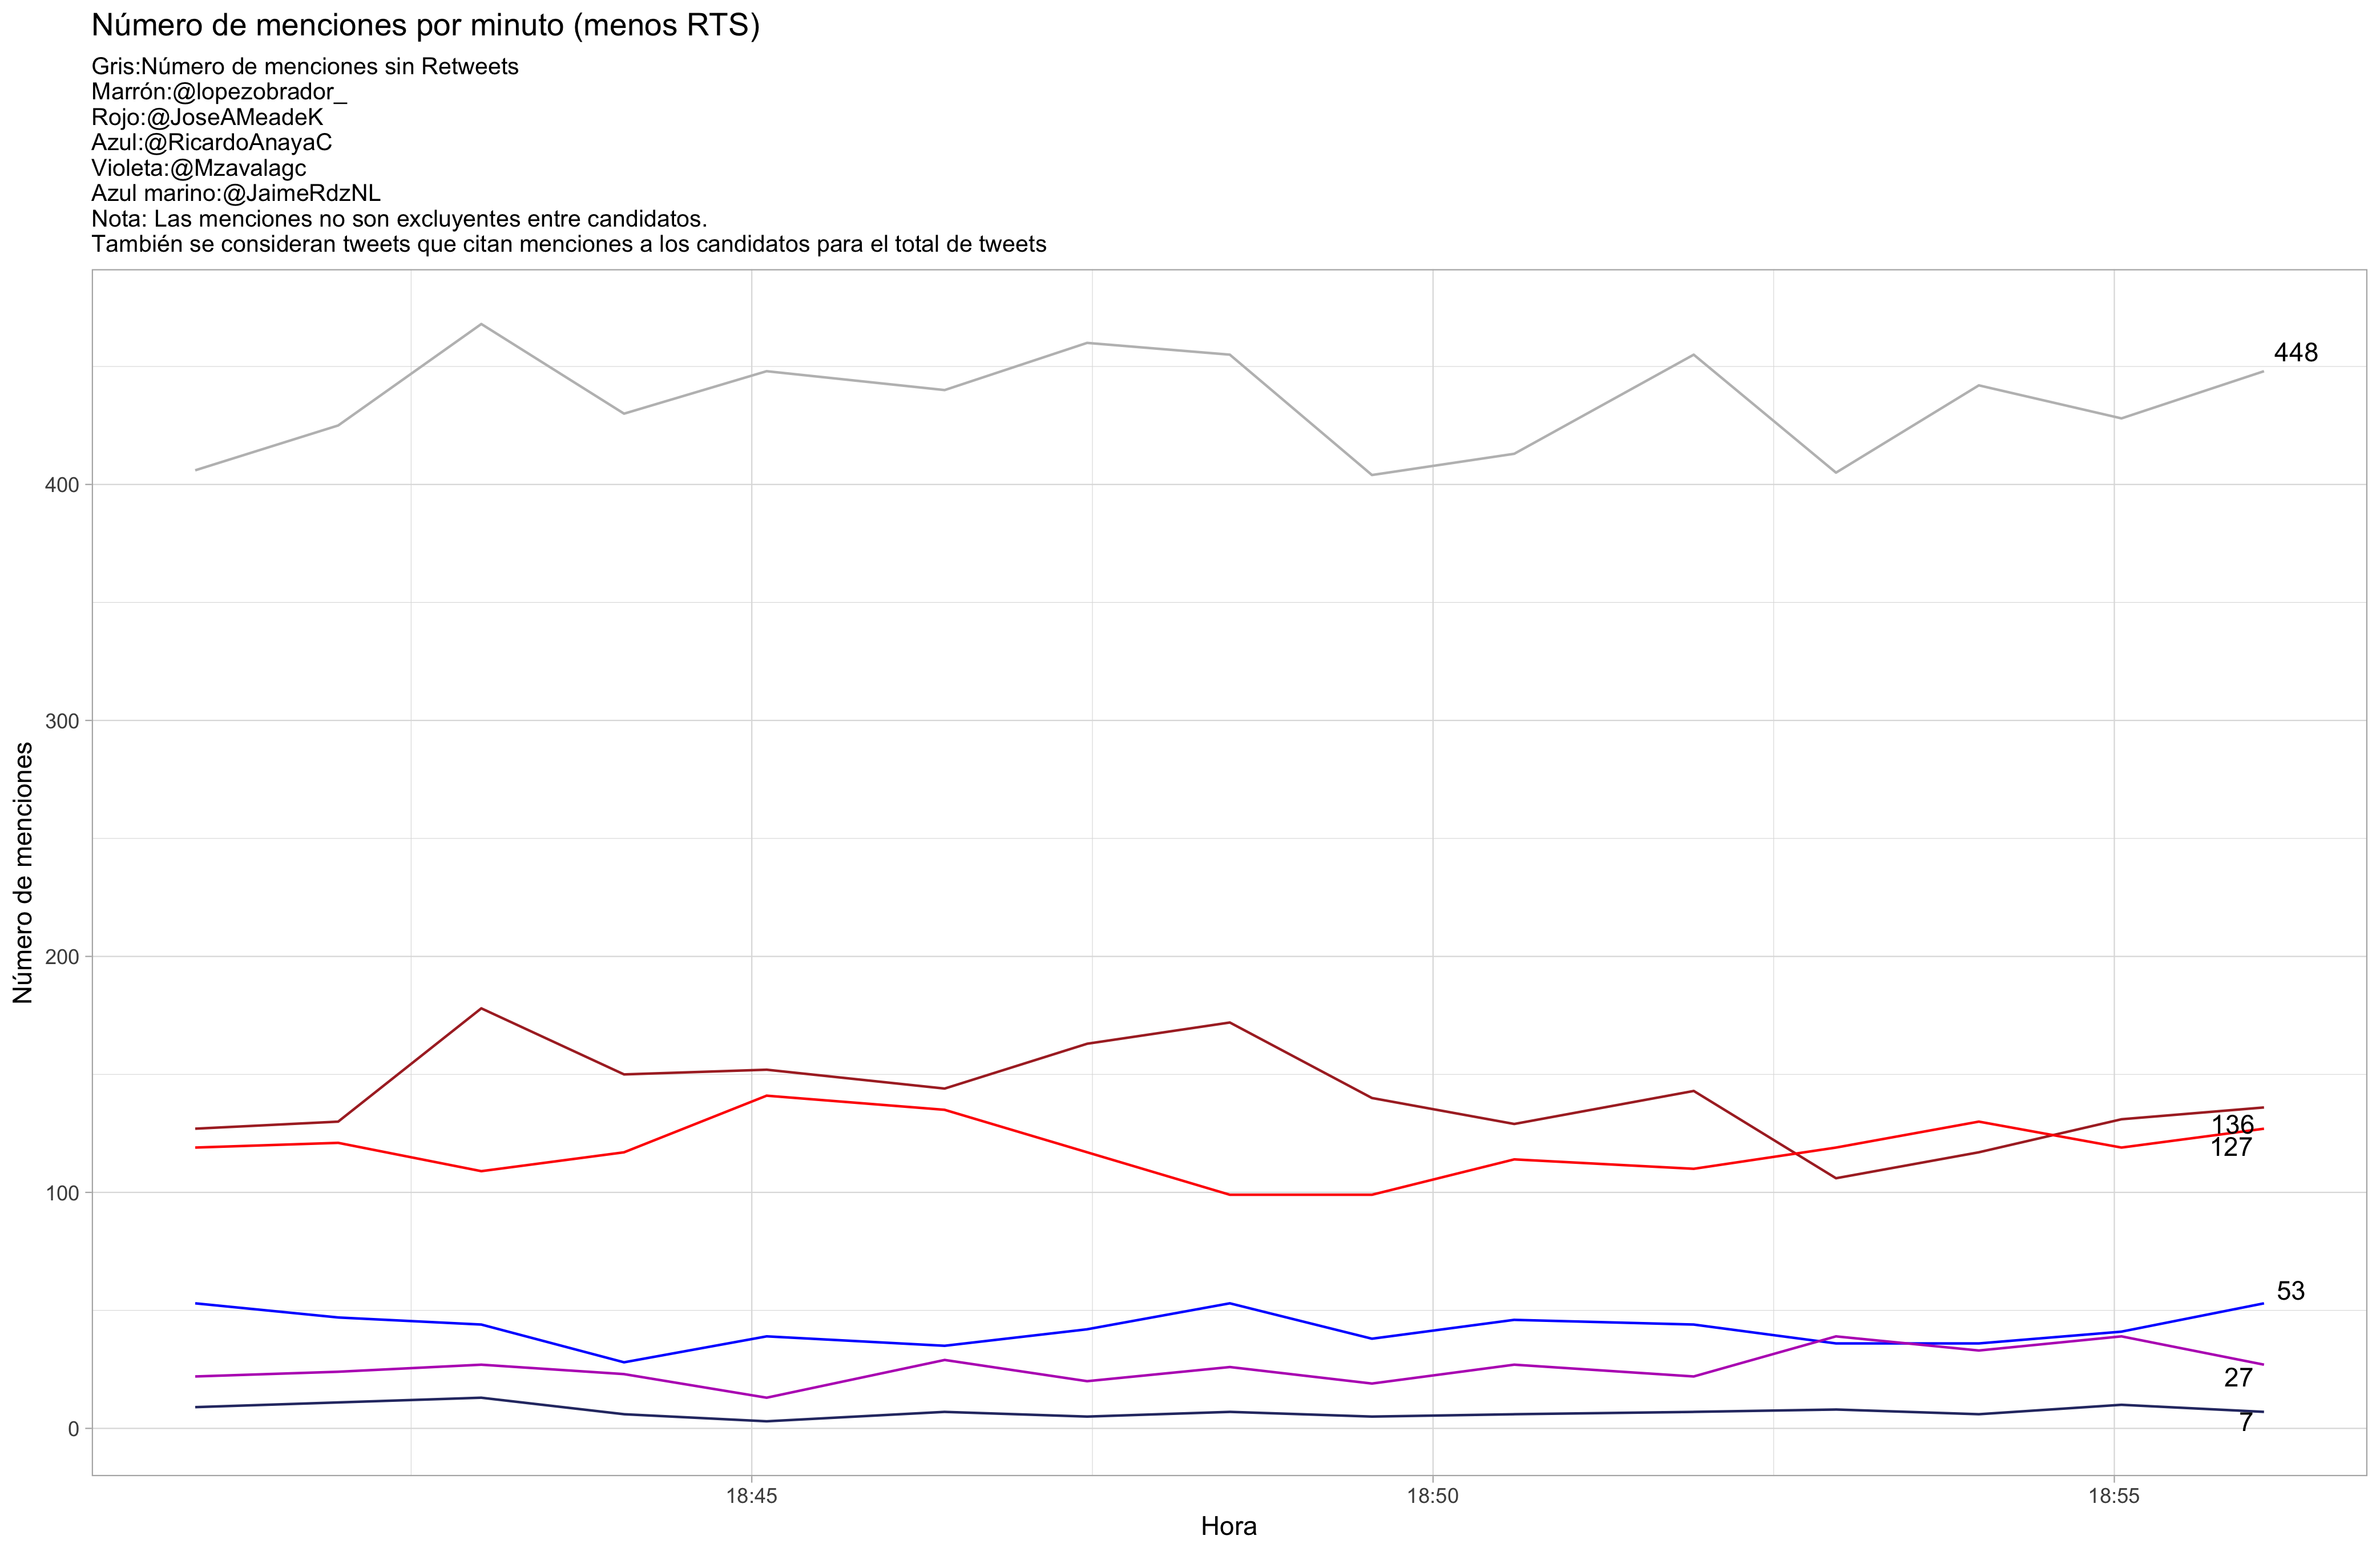 Número de menciones por minuto (menos RTS)
Gris:Número de menciones sin Retweets
Marrón:@lopezobrador_
Rojo:@JoseAMeadeK
Azul:@RicardoAnayaC
Violeta:@Mzavalagc
Azul marino:@JaimeRdzNL
Nota: Las menciones no son excluyentes entre candidatos.
También se consideran tweets que citan menciones a los candidatos para el total de tweets
448
400
300
200
136
127
100
53
27
7
0
Número de menciones
18:45
18:50
18:55
Hora